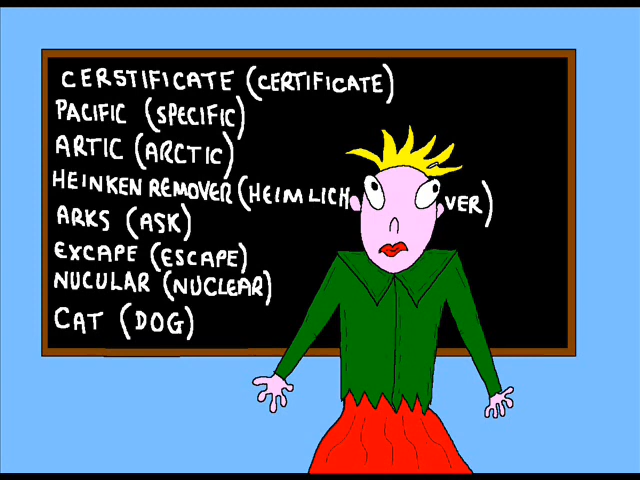 CERSTIFICATE (CERTIFICATE)
PACIFIC (SPECIFIC)
ARTIC (ARCTIC)
HEINKEN REMOVER (HEIMLICH VER)
ARKS (ASK)
EXCAPE (ESCAPE)
NUCULAR (NUCLEAR)
CAT (DOG)